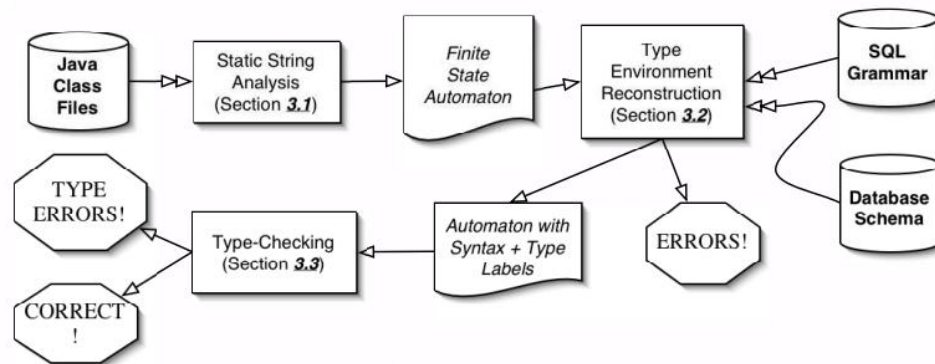 Java
Class
Files
Static String
Analysis
(Section 3.1)
Finite
State
Automaton
Type
Environment
Reconstruction
(Section 3.2)
SQL
Grammar
Database
Schema
TYPE
ERRORS!
Type-Checking
(Section 3.3)
Automaton with
Syntax + Type
Labels
ERRORS!
CORRECT
!